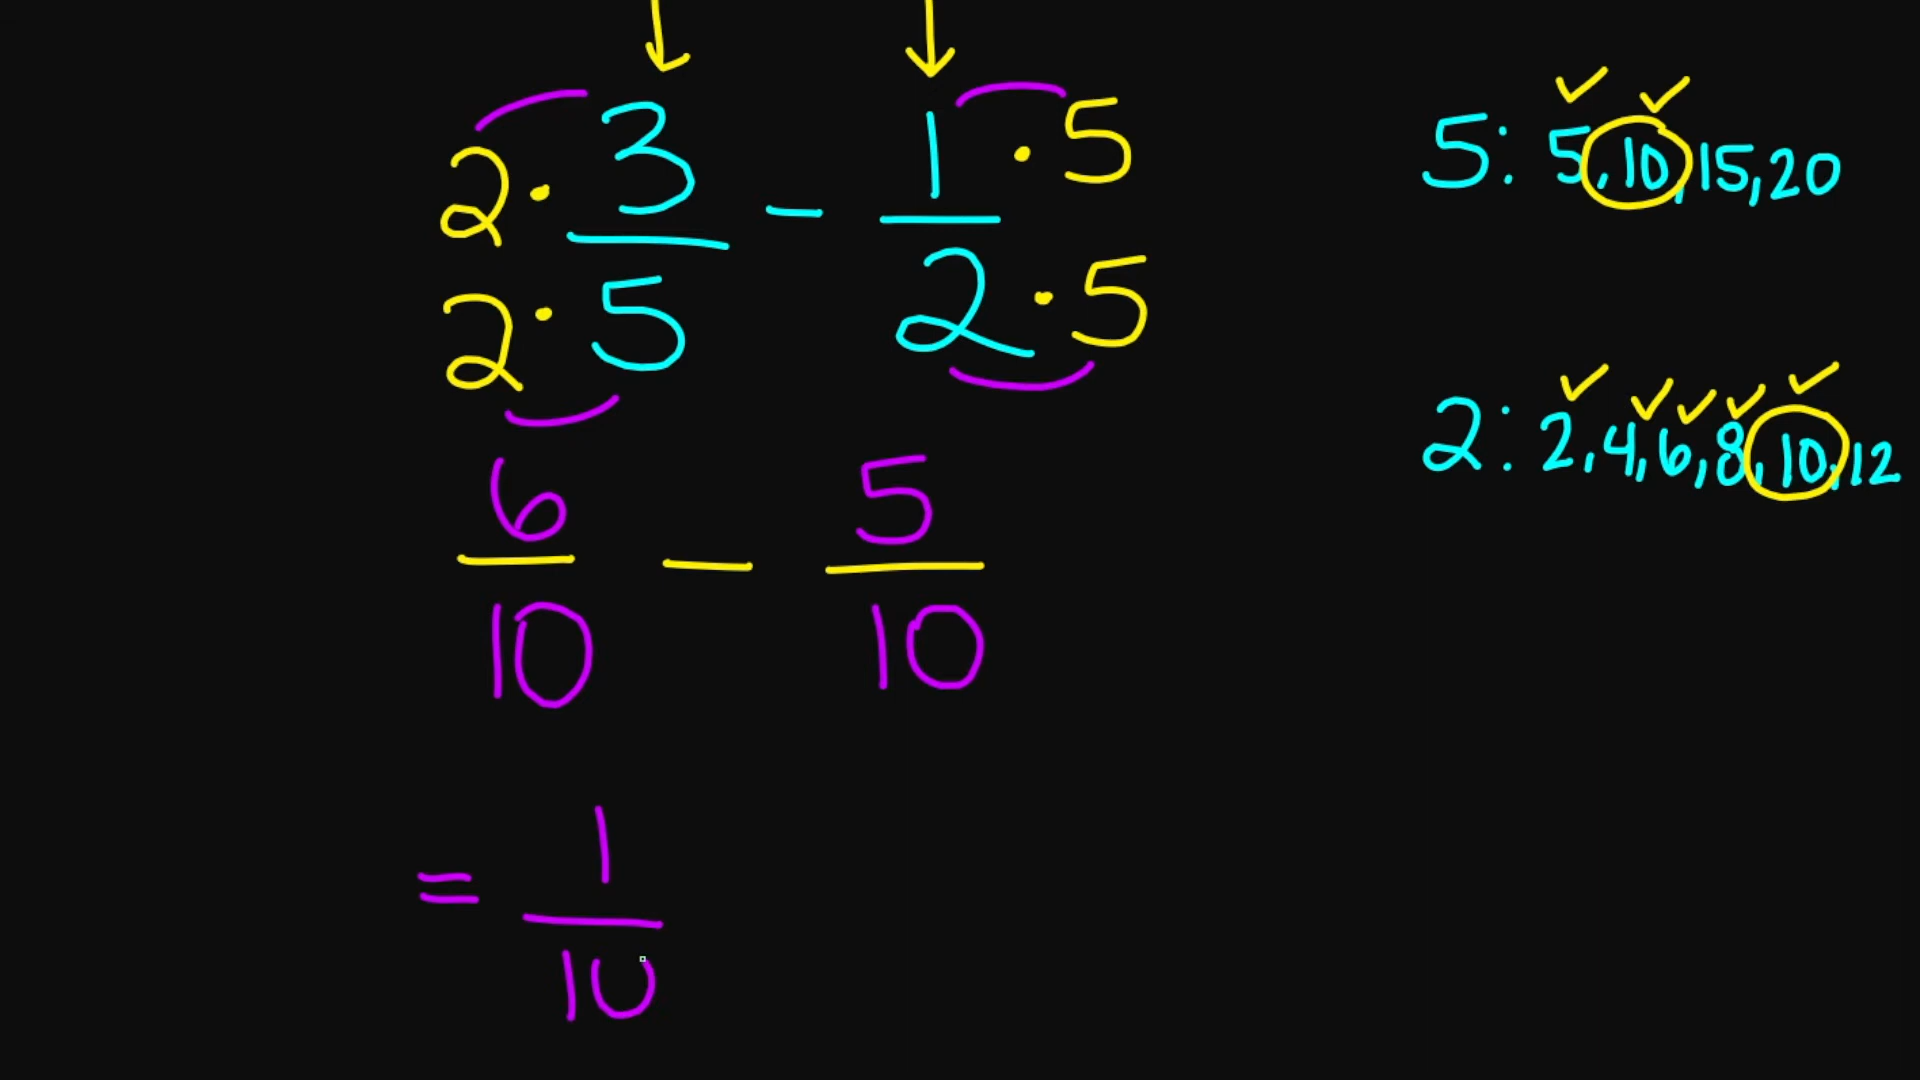 2 · 3 - 1 · 5
2 · 5   2 · 5
6 - 5
10   10
= 1
10
5: 5, 10, 15, 20
2: 2, 4, 6, 8, 10, 12